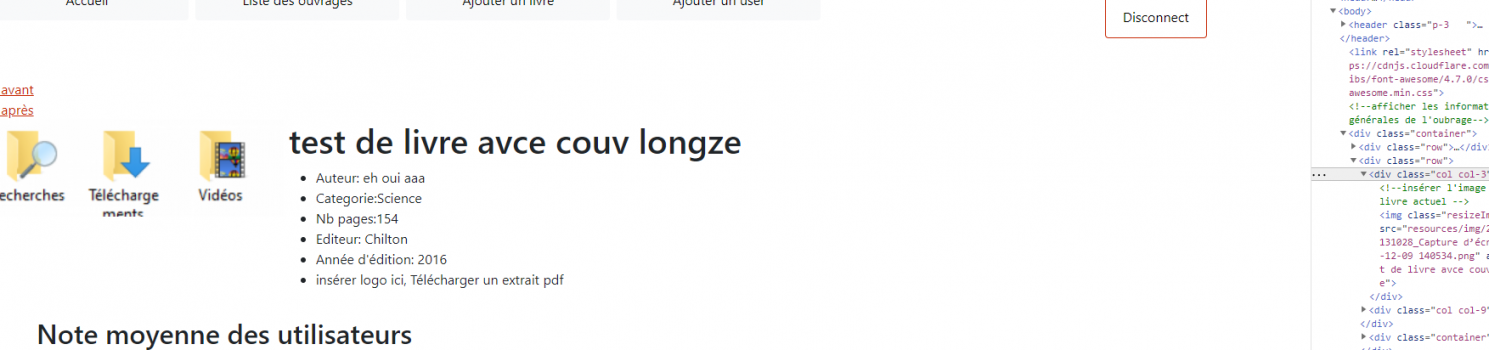 Accueil
Liste des ouvrages
Ajouter un livre
Ajouter un user
Disconnect
avant
après
echerches
Télécharge
ments
Vidéos
test de livre avce couv longze
Auteur: eh oui aaa
Categorie:Science
Nb pages:154
Editeur: Chilton
Année d'édition: 2016
insérer logo ici, Télécharger un extrait pdf
Note moyenne des utilisateurs
<body>
<header class="p-3 ">…
</header>
<link rel="stylesheet" hr
ps://cdnjs.cloudflare.com
ibs/font-awesome/4.7.0/cs
awesome.min.css">
<!--afficher les informat
générales de l'oubrage-->
<div class="container">
<div class="row">…</div>
<div class="row">
<div class="col col-3"
<!--insérer l'image
livre actuel -->
<img class="resizeIm
src="resources/img/2
131028_Capture d'écr
-12-09 140534.png" a
t de livre avce couv
e">
</div>
<div class="col col-9"
</div>
<div class="container"